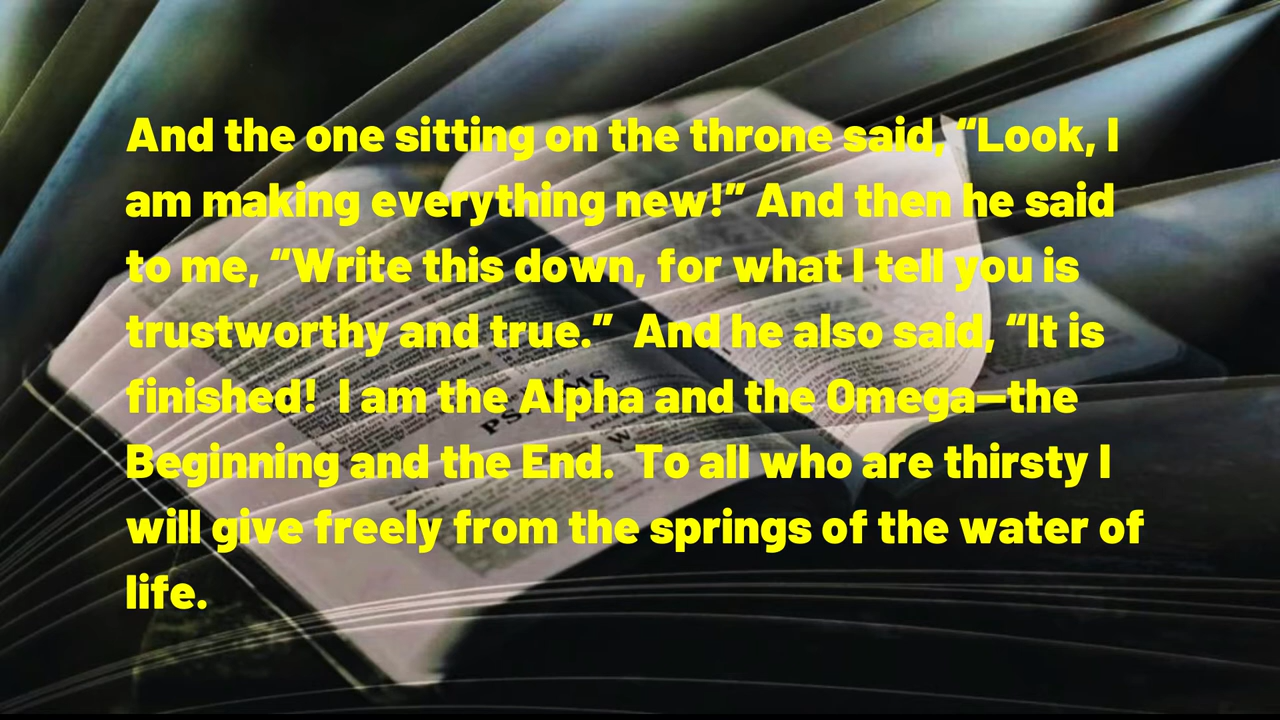 And the one sitting on the throne said, “Look, I
am making everything new!” And then he said
to me, “Write this down, for what I tell you is
trustworthy and true.”  And he also said, “It is
finished!  I am the Alpha and the Omega—the
Beginning and the End.  To all who are thirsty I
will give freely from the springs of the water of
life.
PSALMS